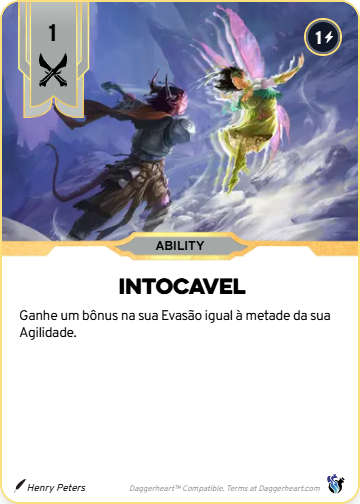 1
1
ABILITY
INTOCAVEL
Ganhe um bônus na sua Evasão igual à metade da sua
Agilidade.
Henry Peters
Daggerheart™ Compatible. Terms at Daggerheart.com